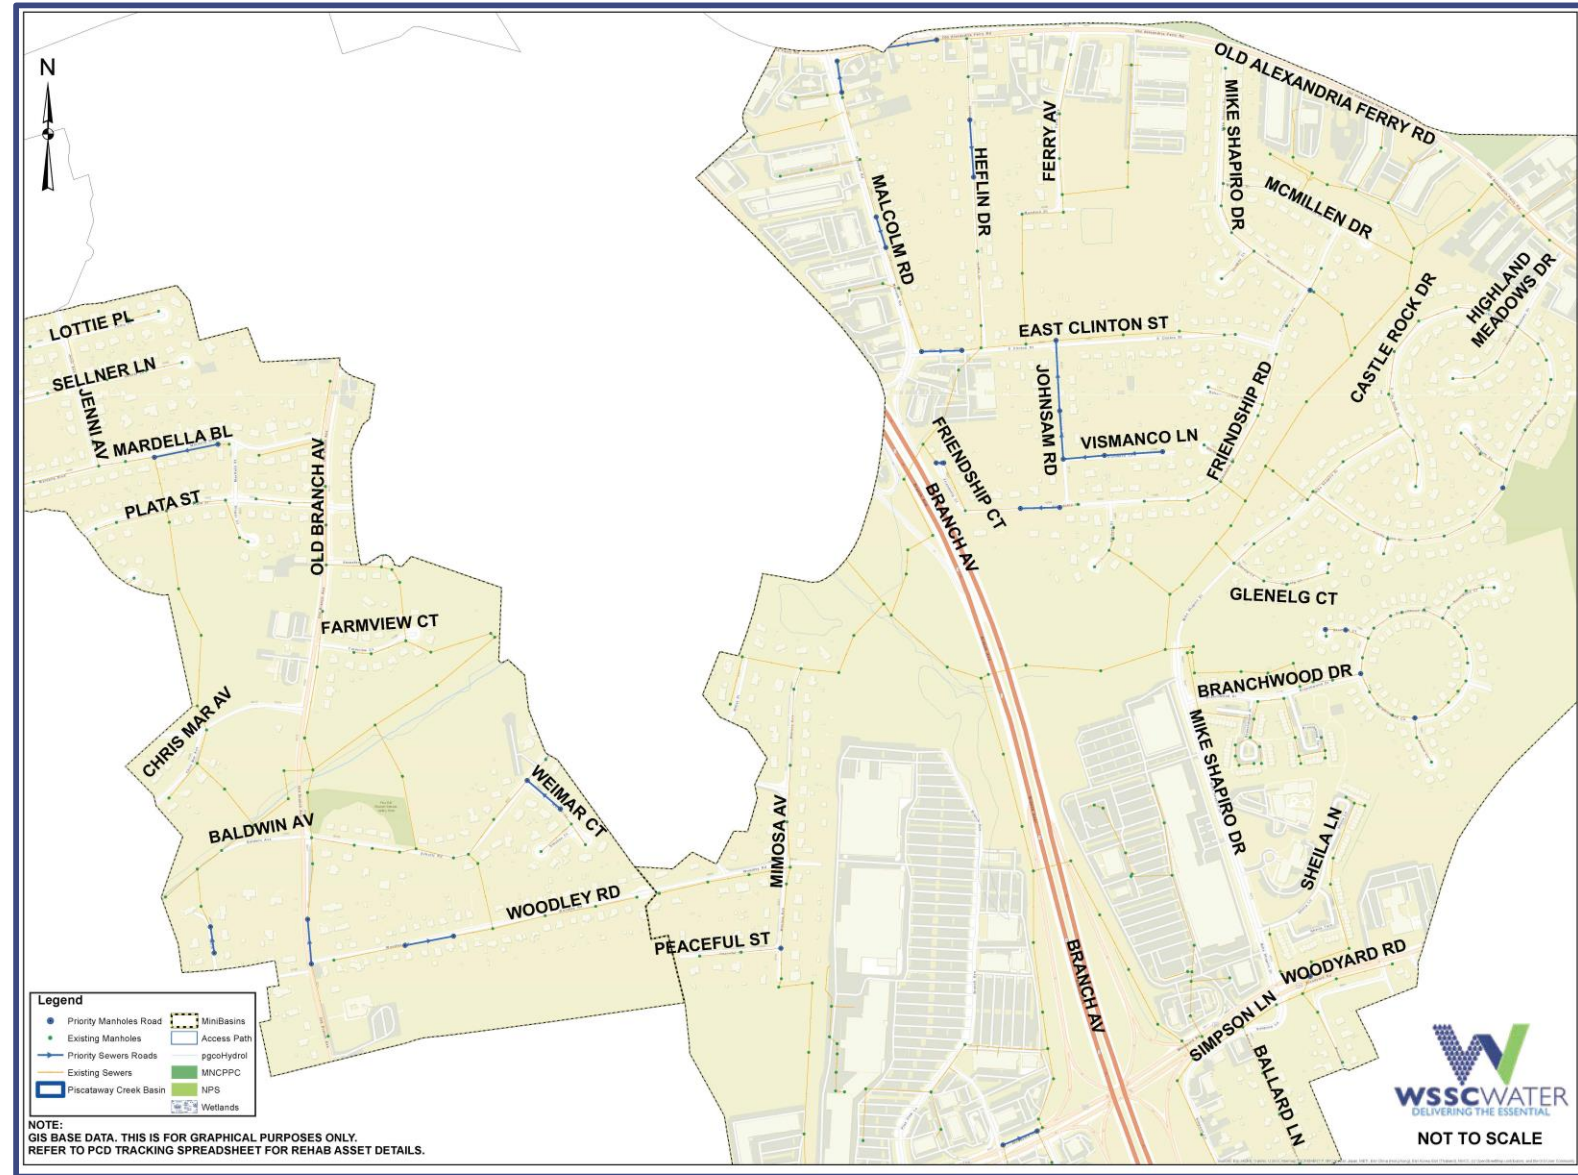 N
OLD ALEXANDRIA FERRY RD
MIKE SHAPIRO DR
FERRY AV
HEFLIN DR
MALCOLM RD
MCMILLEN DR
HIGHLAND
MEADOWS DR
CASTLE ROCK DR
EAST CLINTON ST
LOTTIE PL
SELLNER LN
JENNI AV
MARDELLA BL
PLATA ST
OLD BRANCH AV
JOHNSAM RD
VISMANCO LN
FRIENDSHIP RD
FRIENDSHIP CT
BRANCH AV
GLENELG CT
FARMVIEW CT
CHRIS MAR AV
BRANCHWOOD DR
MIKE SHAPIRO DR
WEIMAR CT
BALDWIN AV
MIMOSA AV
SHEILA LN
WOODLEY RD
PEACEFUL ST
BRANCH AV
WOODYARD RD
SIMPSON LN
BALLARD LN
Legend
Priority Manholes Road
Existing Manholes
Priority Sewers Roads
Existing Sewers
Piscataway Creek Basin
MiniBasins
Access Path
pgcoHydrol
MNCPPC
NPS
Wetlands
NOTE:
GIS BASE DATA. THIS IS FOR GRAPHICAL PURPOSES ONLY.
REFER TO PCD TRACKING SPREADSHEET FOR REHAB ASSET DETAILS.
WSSCWATER
DELIVERING THE ESSENTIAL
NOT TO SCALE